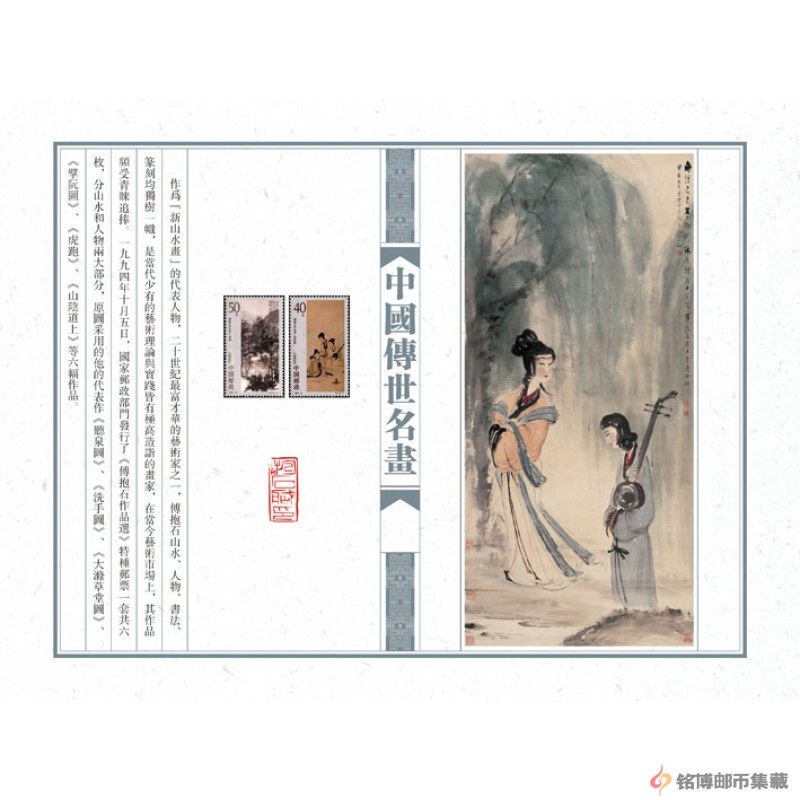 作爲「新山水畫」的代表人物，二十世紀最富才華的藝術家之一，傅抱石山水、人物、書法、
篆刻均獨樹一幟，是當代少有的藝術理論與實踐皆有極高造詣的畫家，在當今藝術市場上，其作品
頻受青睞追捧。一九九四年十月五日，國家郵政部門發行了《傅抱石作品選》特種郵票一套共六
枚，分山水和人物兩大部分，原圖采用的他的代表作《聽泉圖》、《洗手圖》、《大滌草堂圖》、
《擘阮圖》、《虎跑》、《山陰道上》等六幅作品。
50分
中国邮政
40分
中国邮政
中國傳世名畫
铭博邮币集藏